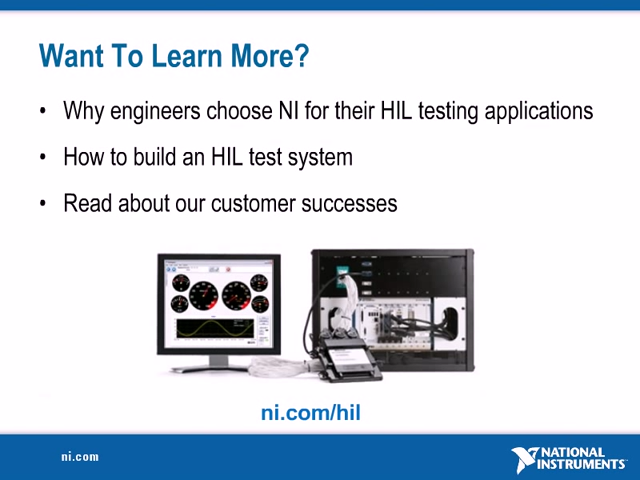 Want To Learn More?
• Why engineers choose NI for their HIL testing applications
• How to build an HIL test system
• Read about our customer successes
ni.com/hil
ni.com
NATIONAL
INSTRUMENTS